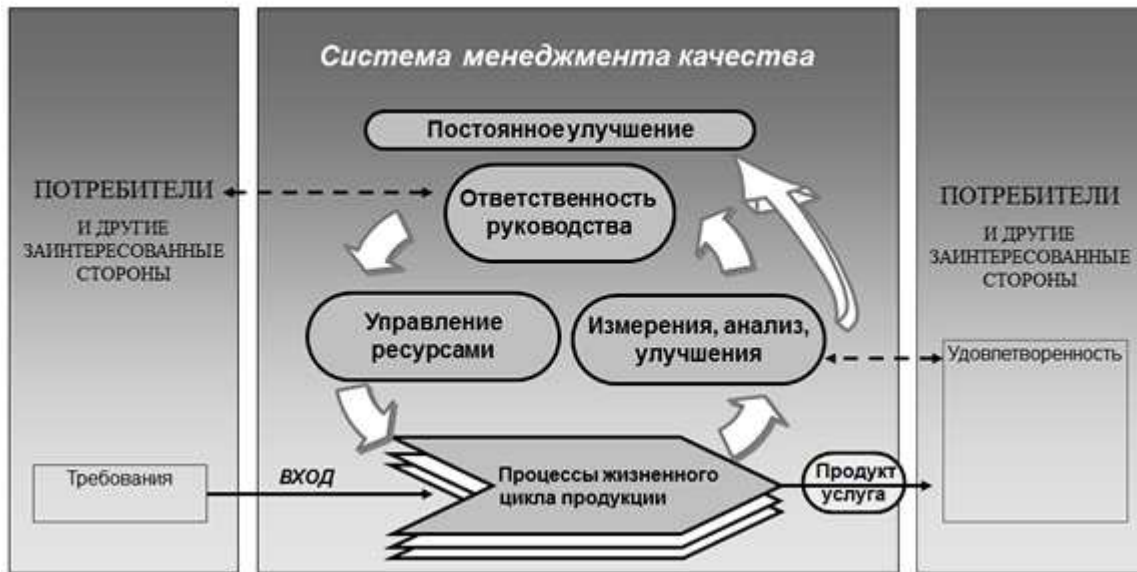 Система менеджмента качества
Постоянное улучшение
ПОТРЕБИТЕЛИ
И ДРУГИЕ
ЗАИНТЕРЕСОВАННЫЕ
СТОРОНЫ
Ответственность
руководства
ПОТРЕБИТЕЛИ
И ДРУГИЕ
ЗАИНТЕРЕСОВАННЫЕ
СТОРОНЫ
Управление
ресурсами
Измерения, анализ,
улучшения
Удовлетворенность
Требования
ВХОД
Процессы жизненного
цикла продукции
Продукт
услуга